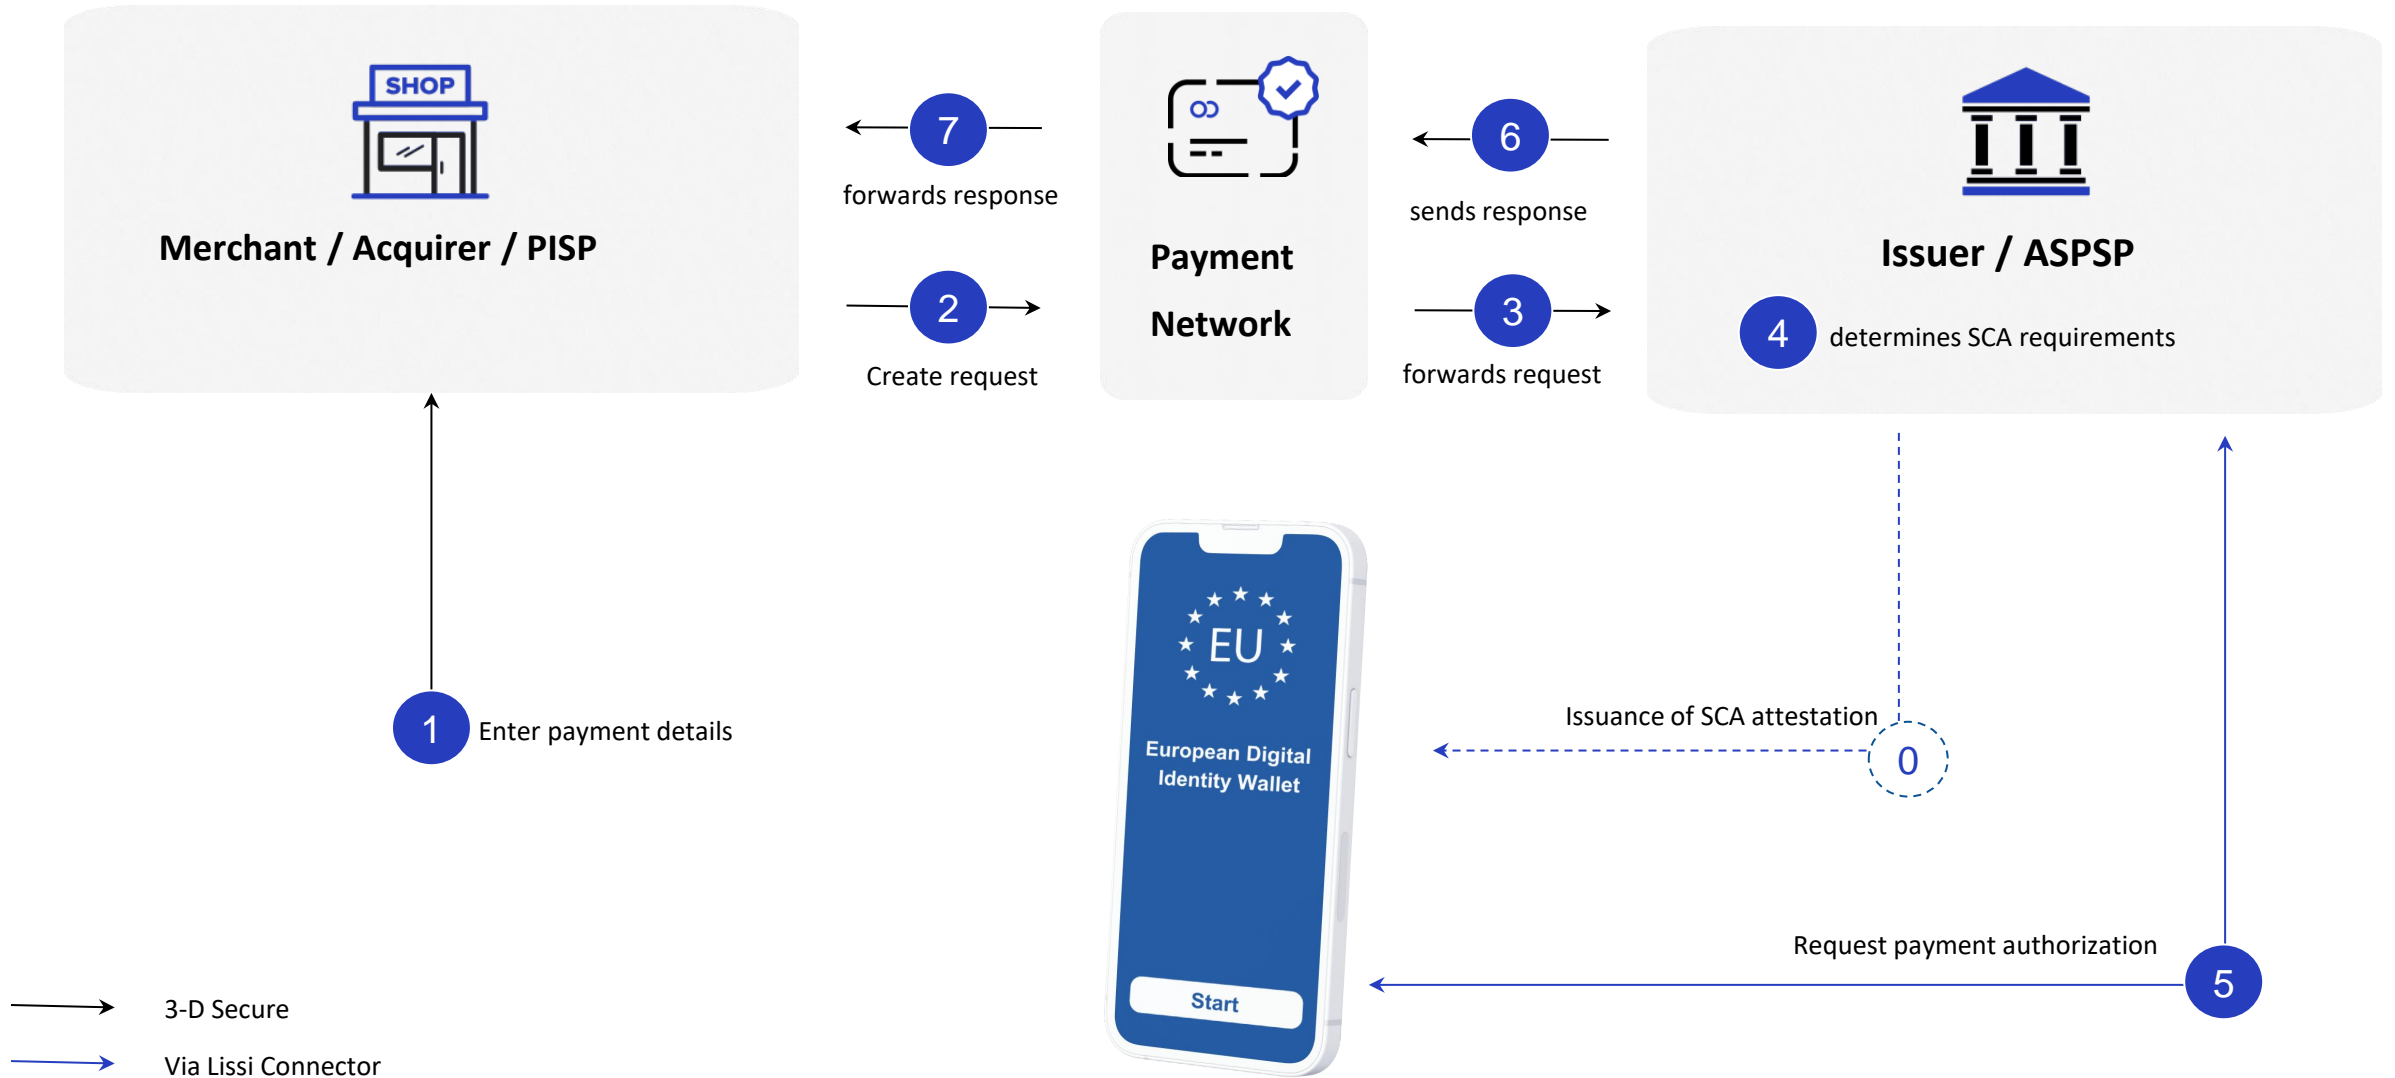 SHOP
Merchant / Acquirer / PISP
7
forwards response
2
Create request
Payment
Network
6
sends response
3
forwards request
Issuer / ASPSP
4
determines SCA requirements
1
Enter payment details
EU
European Digital
Identity Wallet
Start
Issuance of SCA attestation
0
Request payment authorization
5
3-D Secure
Via Lissi Connector